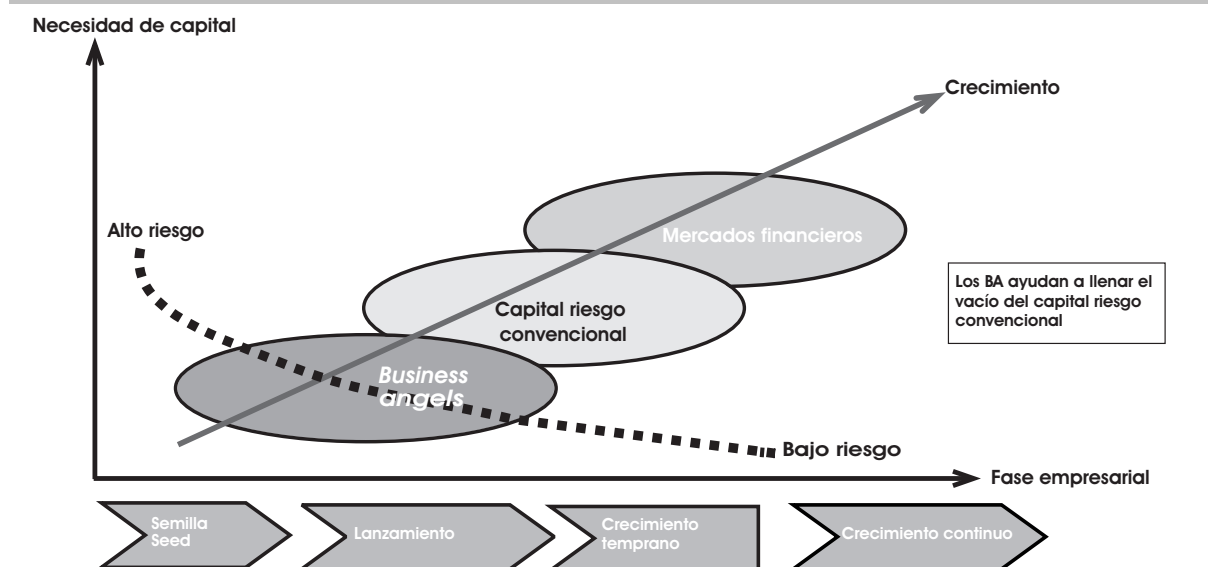 Necesidad de capital
Crecimiento
Alto riesgo
Mercados financieros
Los BA ayudan a llenar el
vacío del capital riesgo
convencional
Capital riesgo
convencional
Business
angels
Bajo riesgo
Fase empresarial
Semilla
Seed
Lanzamiento
Crecimiento
temprano
Crecimiento continuo